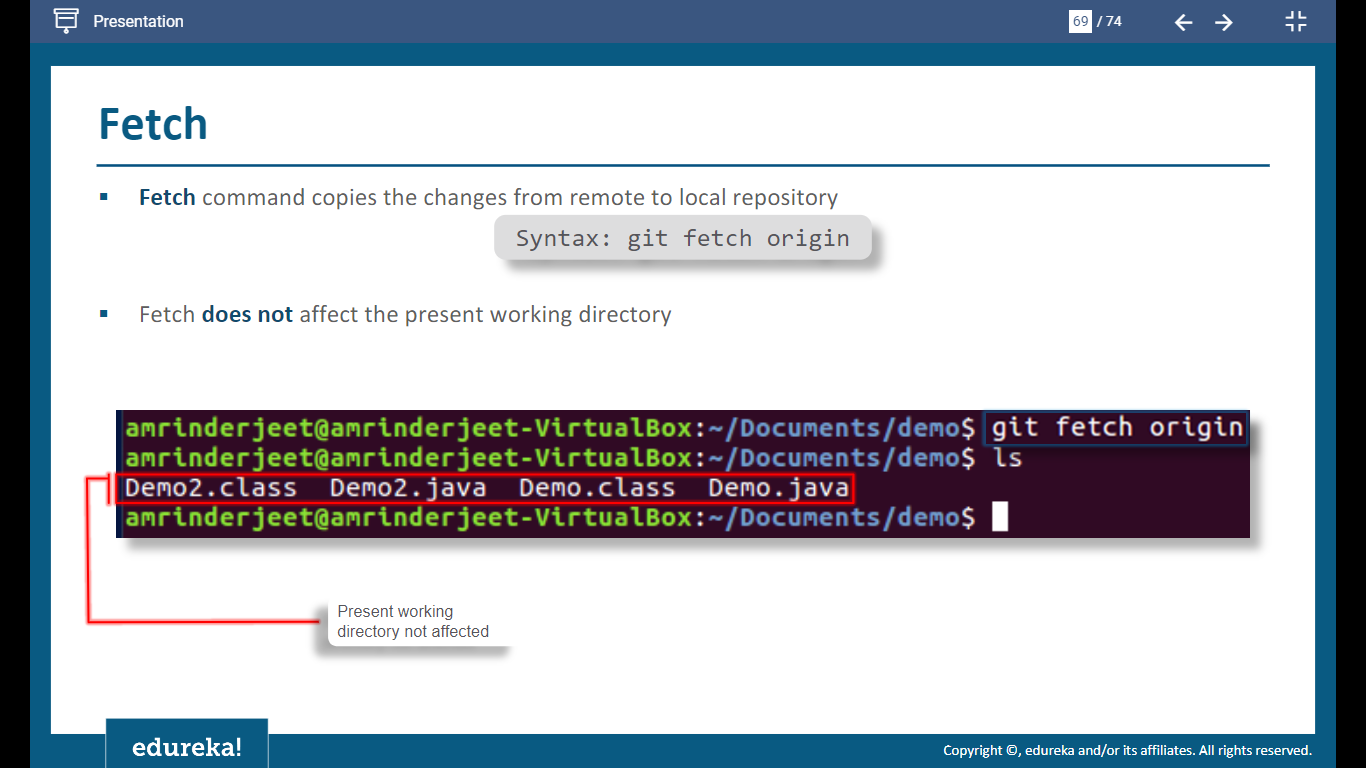 Presentation
69 / 74
Fetch
▪ Fetch command copies the changes from remote to local repository
Syntax: git fetch origin
▪ Fetch does not affect the present working directory
amrinderjeet@amrinderjeet-VirtualBox:~/Documents/demo$ git fetch origin
amrinderjeet@amrinderjeet-VirtualBox:~/Documents/demo$ ls
Demo2.class Demo2.java Demo.class Demo.java
amrinderjeet@amrinderjeet-VirtualBox:~/Documents/demo$
Present working
directory not affected
edureka!
Copyright ©, edureka and/or its affiliates. All rights reserved.